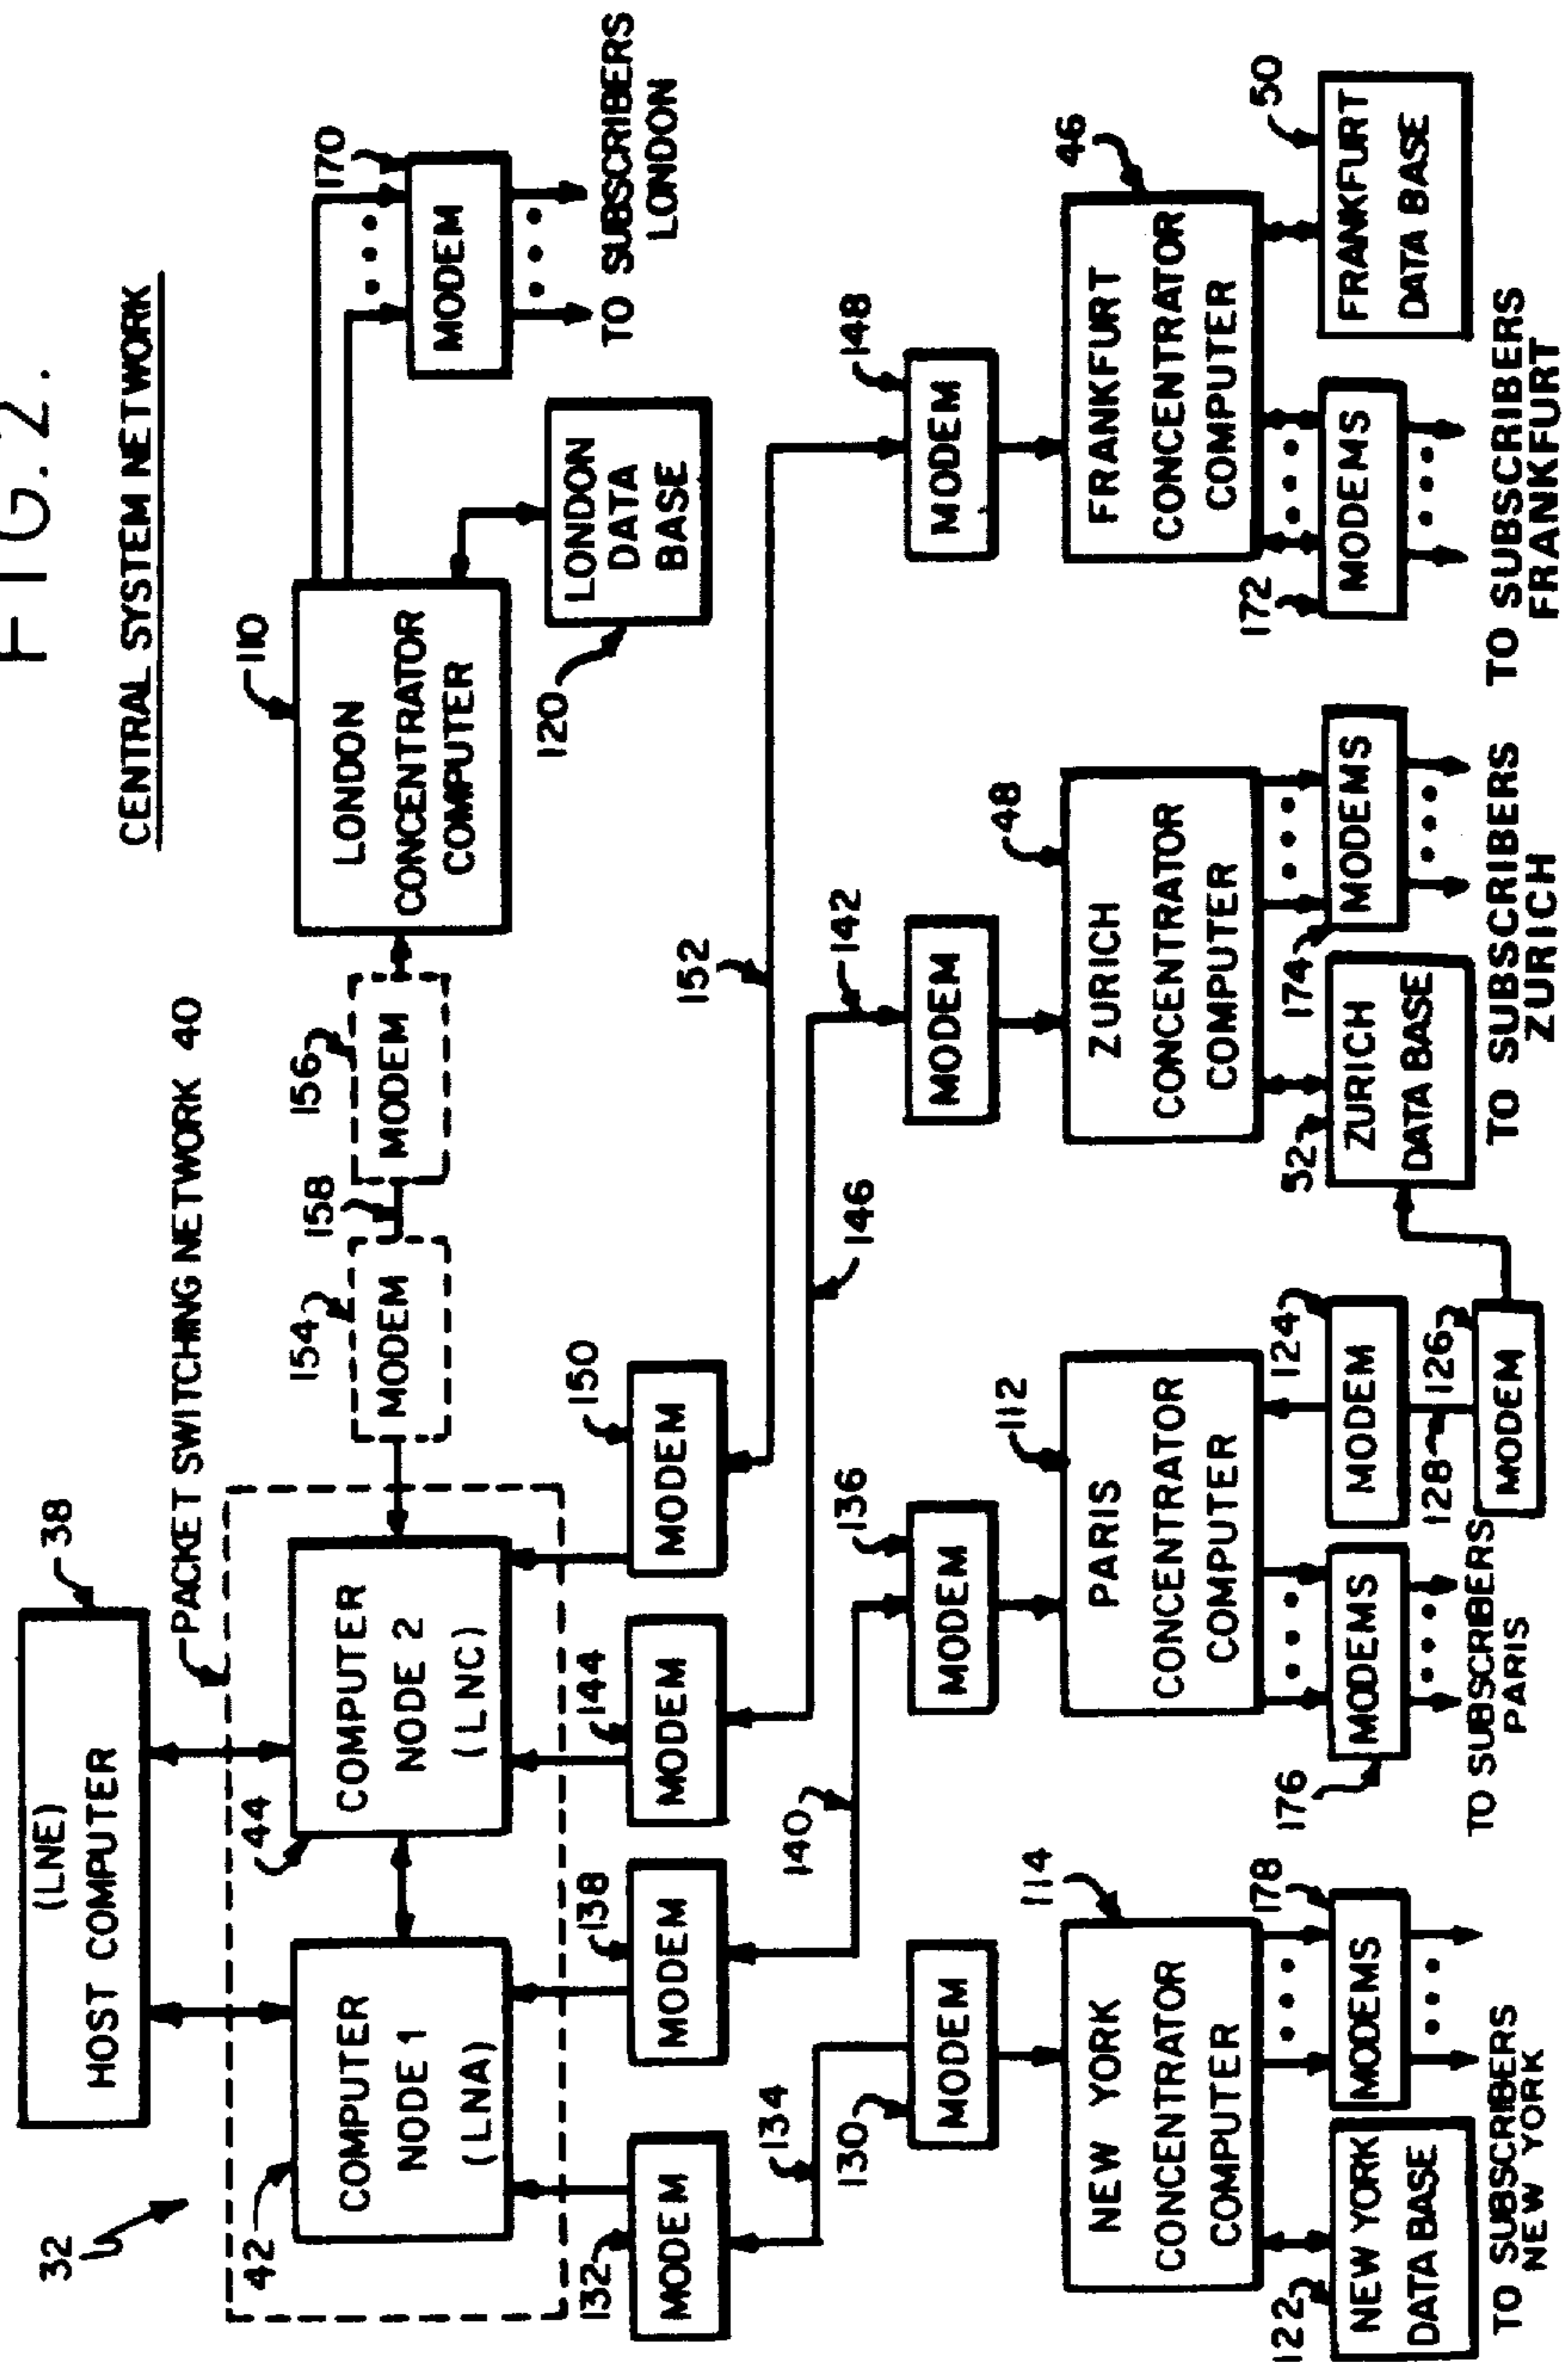 FIG. 2.
CENTRAL SYSTEM NETWORK
32
(LNE)
HOST COMPUTER
38
PACKET SWITCHING NETWORK 40
42
COMPUTER
NODE 1
(LNA)
44
COMPUTER
NODE 2
(LNC)
154
MODEM
158
156
MODEM
110
LONDON
CONCENTRATOR
COMPUTER
120
LONDON
DATA
BASE
170
MODEM
TO SUBSCRIBERS
LONDON
132
MODEM
138
MODEM
144
MODEM
150
MODEM
134
140
146
152
130
MODEM
136
MODEM
142
MODEM
148
MODEM
114
NEW YORK
CONCENTRATOR
COMPUTER
112
PARIS
CONCENTRATOR
COMPUTER
48
ZURICH
CONCENTRATOR
COMPUTER
46
FRANKFURT
CONCENTRATOR
COMPUTER
122
NEW YORK
DATA BASE
178
MODEMS
TO SUBSCRIBERS
NEW YORK
176
MODEMS
TO SUBSCRIBERS
PARIS
124
MODEM
128
126
MODEM
52
ZURICH
DATA BASE
174
MODEMS
TO SUBSCRIBERS
ZURICH
172
MODEMS
TO SUBSCRIBERS
FRANKFURT
50
FRANKFURT
DATA BASE